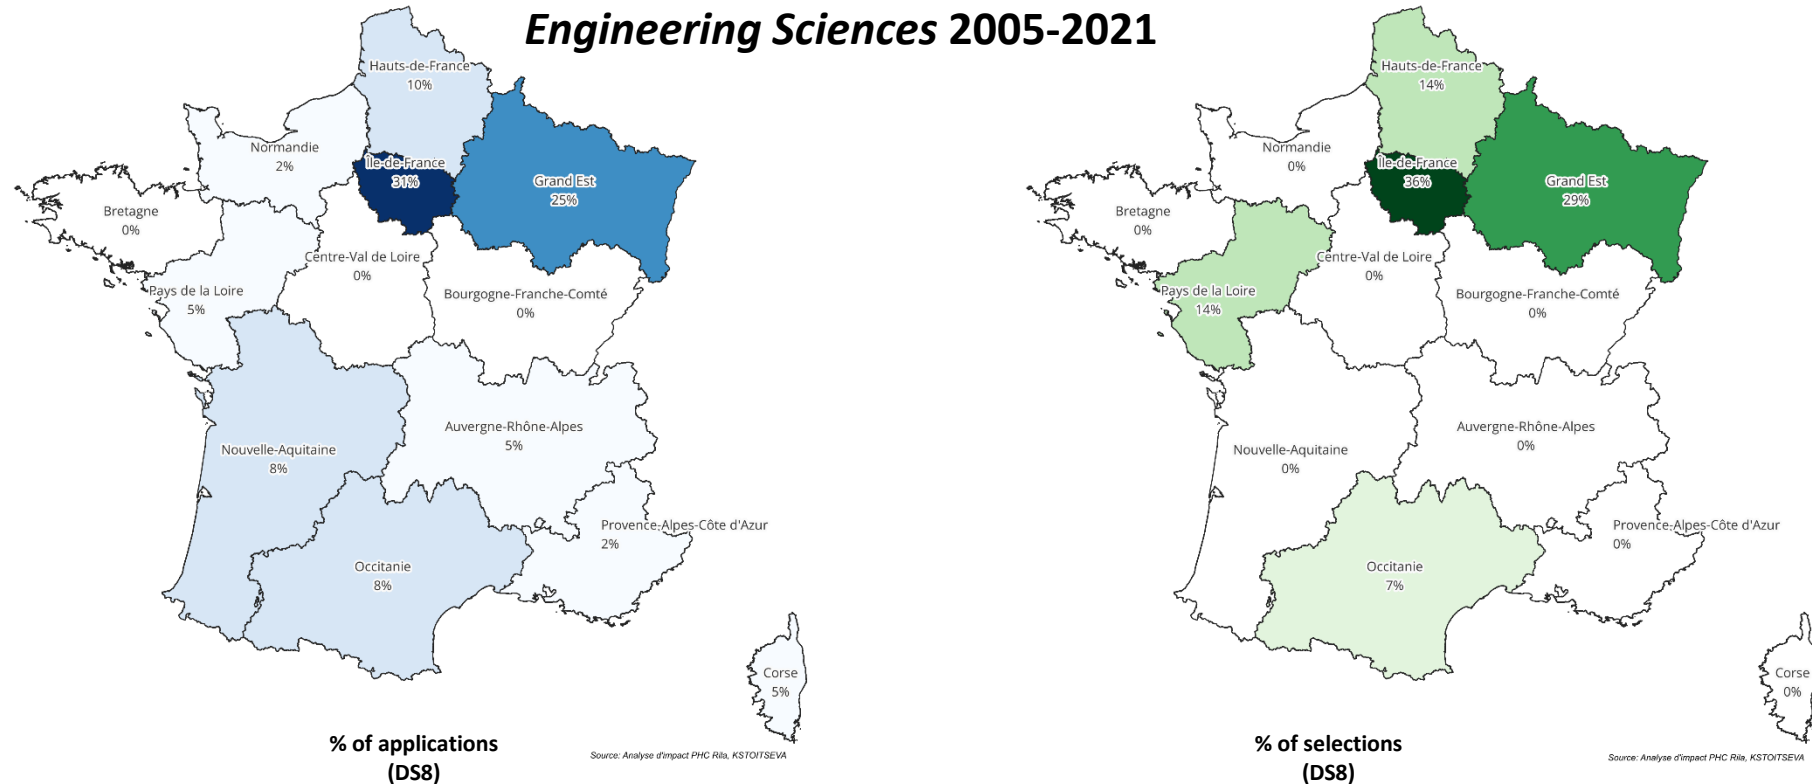 Engineering Sciences 2005-2021
Hauts-de-France
10%
Normandie
2%
Île-de-France
31%
Grand Est
25%
Bretagne
0%
Centre-Val de Loire
0%
Pays de la Loire
5%
Bourgogne-Franche-Comté
0%
Auvergne-Rhône-Alpes
5%
Nouvelle-Aquitaine
8%
Provence-Alpes-Côte d'Azur
2%
Occitanie
8%
Corse
5%
% of applications
(DS8)
Source: Analyse d'impact PHC Rila, KSTOITSEVA
Hauts-de-France
14%
Normandie
0%
Île-de-France
36%
Grand Est
29%
Bretagne
0%
Centre-Val de Loire
0%
Pays de la Loire
14%
Bourgogne-Franche-Comté
0%
Auvergne-Rhône-Alpes
0%
Nouvelle-Aquitaine
0%
Provence-Alpes-Côte d'Azur
0%
Occitanie
7%
Corse
0%
% of selections
(DS8)
Source: Analyse d'impact PHC Rila, KSTOITSEVA